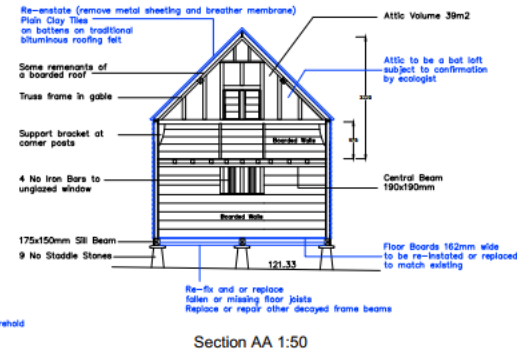 Re-enstate (remove metal sheeting and breather membrane)
Plain Clay Tiles
on battens on traditional
bituminous roofing felt
Attic Volume 39m2
Some remenants of
a boarded roof
Attic to be a bat loft
subject to confirmation
by ecologist
Truss frame in gable
Support bracket at
corner posts
Boarded Walls
4 No Iron Bars to
unglazed window
Central Beam
190x190mm
Boarded Walls
175x150mm Sill Beam
9 No Staddle Stones
121.33
Floor Boards 162mm wide
to be re-instated or replaced
to match existing
Re-fix and or replace
fallen or missing floor joists
Replace or repair other decayed frame beams
Section AA 1:50